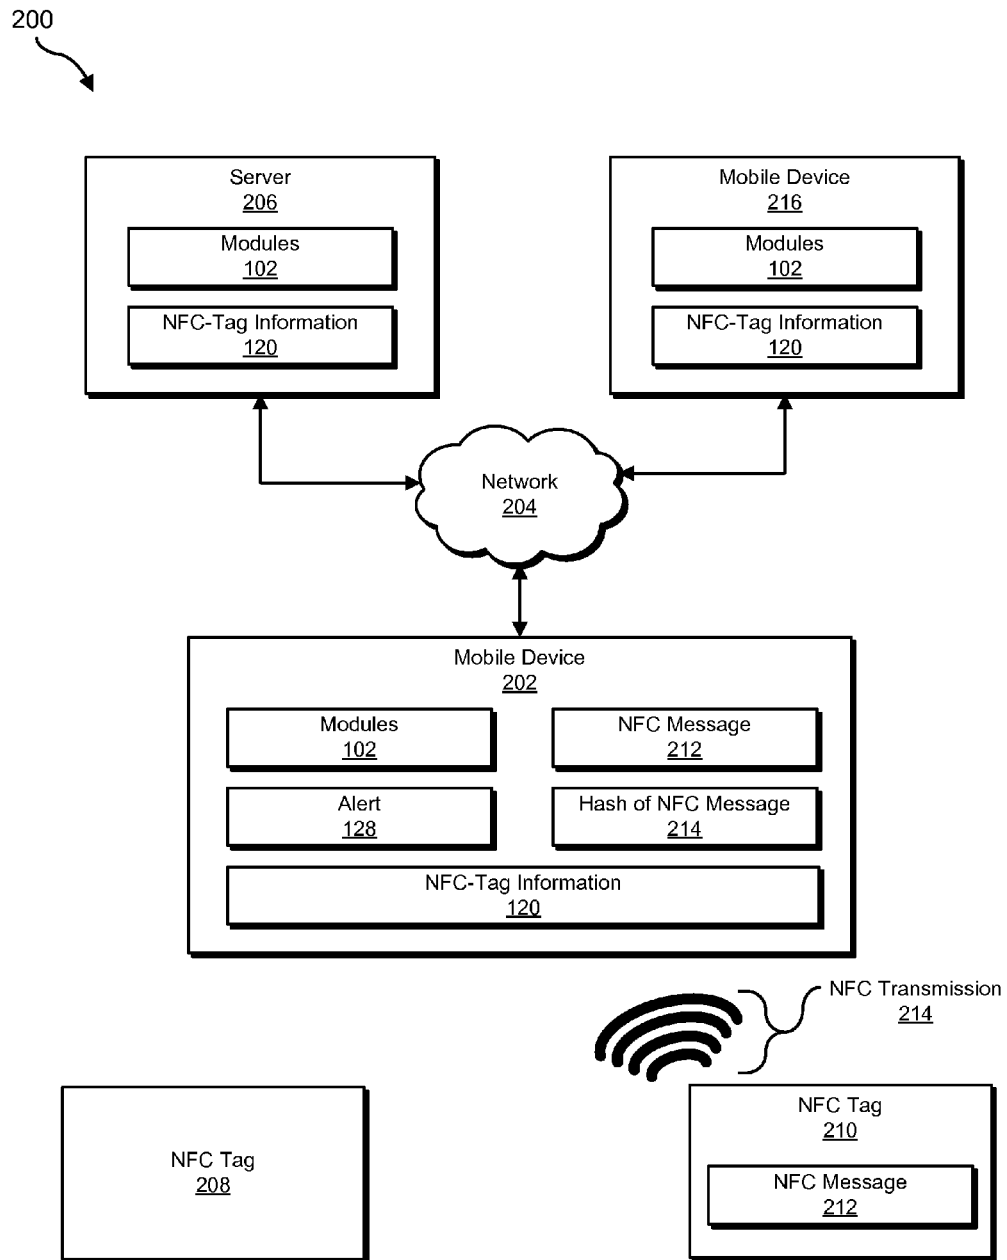 200
Server
206
Modules
102
NFC-Tag Information
120
Mobile Device
216
Modules
102
NFC-Tag Information
120
Network
204
Mobile Device
202
Modules
102
NFC Message
212
Alert
128
Hash of NFC Message
214
NFC-Tag Information
120
NFC Transmission
214
NFC Tag
208
NFC Tag
210
NFC Message
212